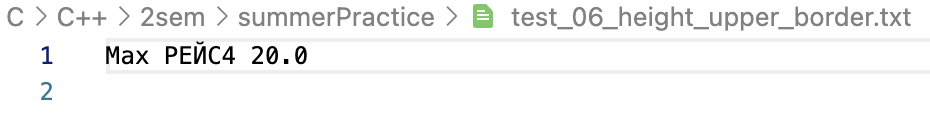 C > C++ > 2sem > summerPractice > test_06_height_upper_border.txt
1 Max РЕЙС4 20.0
2